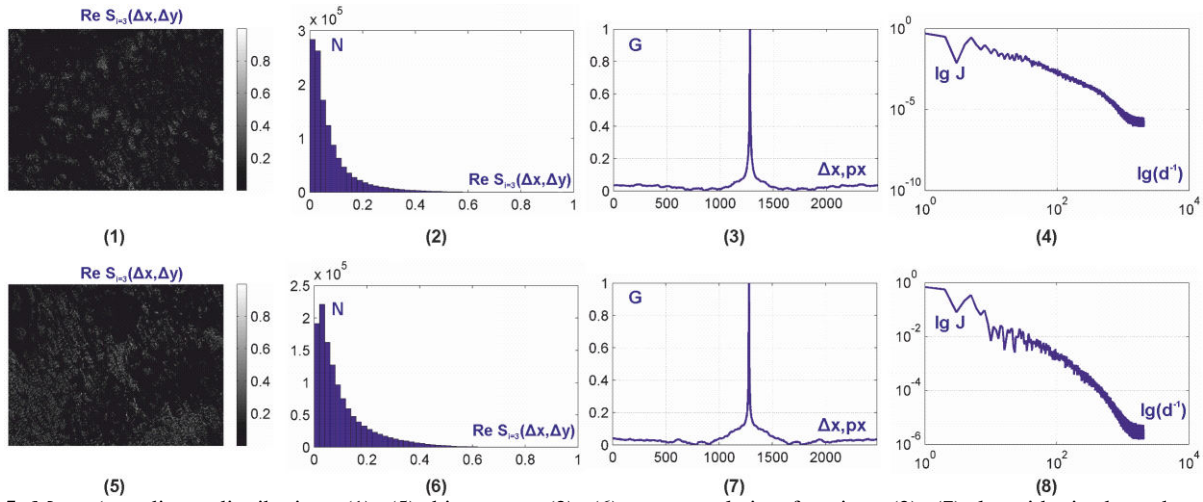 Re S_{i=3}(Δx,Δy)
0.8
0.6
0.4
0.2
(1)
x 10^5
N
3
2
1
0
Re S_{i=3}(Δx,Δy)
0 0.2 0.4 0.6 0.8 1
(2)
1
G
0.8
0.6
0.4
0.2
0
Δx,px
0 500 1000 1500 2000
(3)
10^0
lg J
10^-5
lg(d^-1)
10^-10
10^0 10^2 10^4
(4)
Re S_{i=3}(Δx,Δy)
0.8
0.6
0.4
0.2
(5)
x 10^5
2.5
N
2
1.5
1
0.5
0
Re S_{i=3}(Δx,Δy)
0 0.2 0.4 0.6 0.8 1
(6)
1
G
0.8
0.6
0.4
0.2
0
Δx,px
0 500 1000 1500 2000
(7)
10^0
lg J
10^-2
10^-4
lg(d^-1)
10^-6
10^0 10^2 10^4
(8)